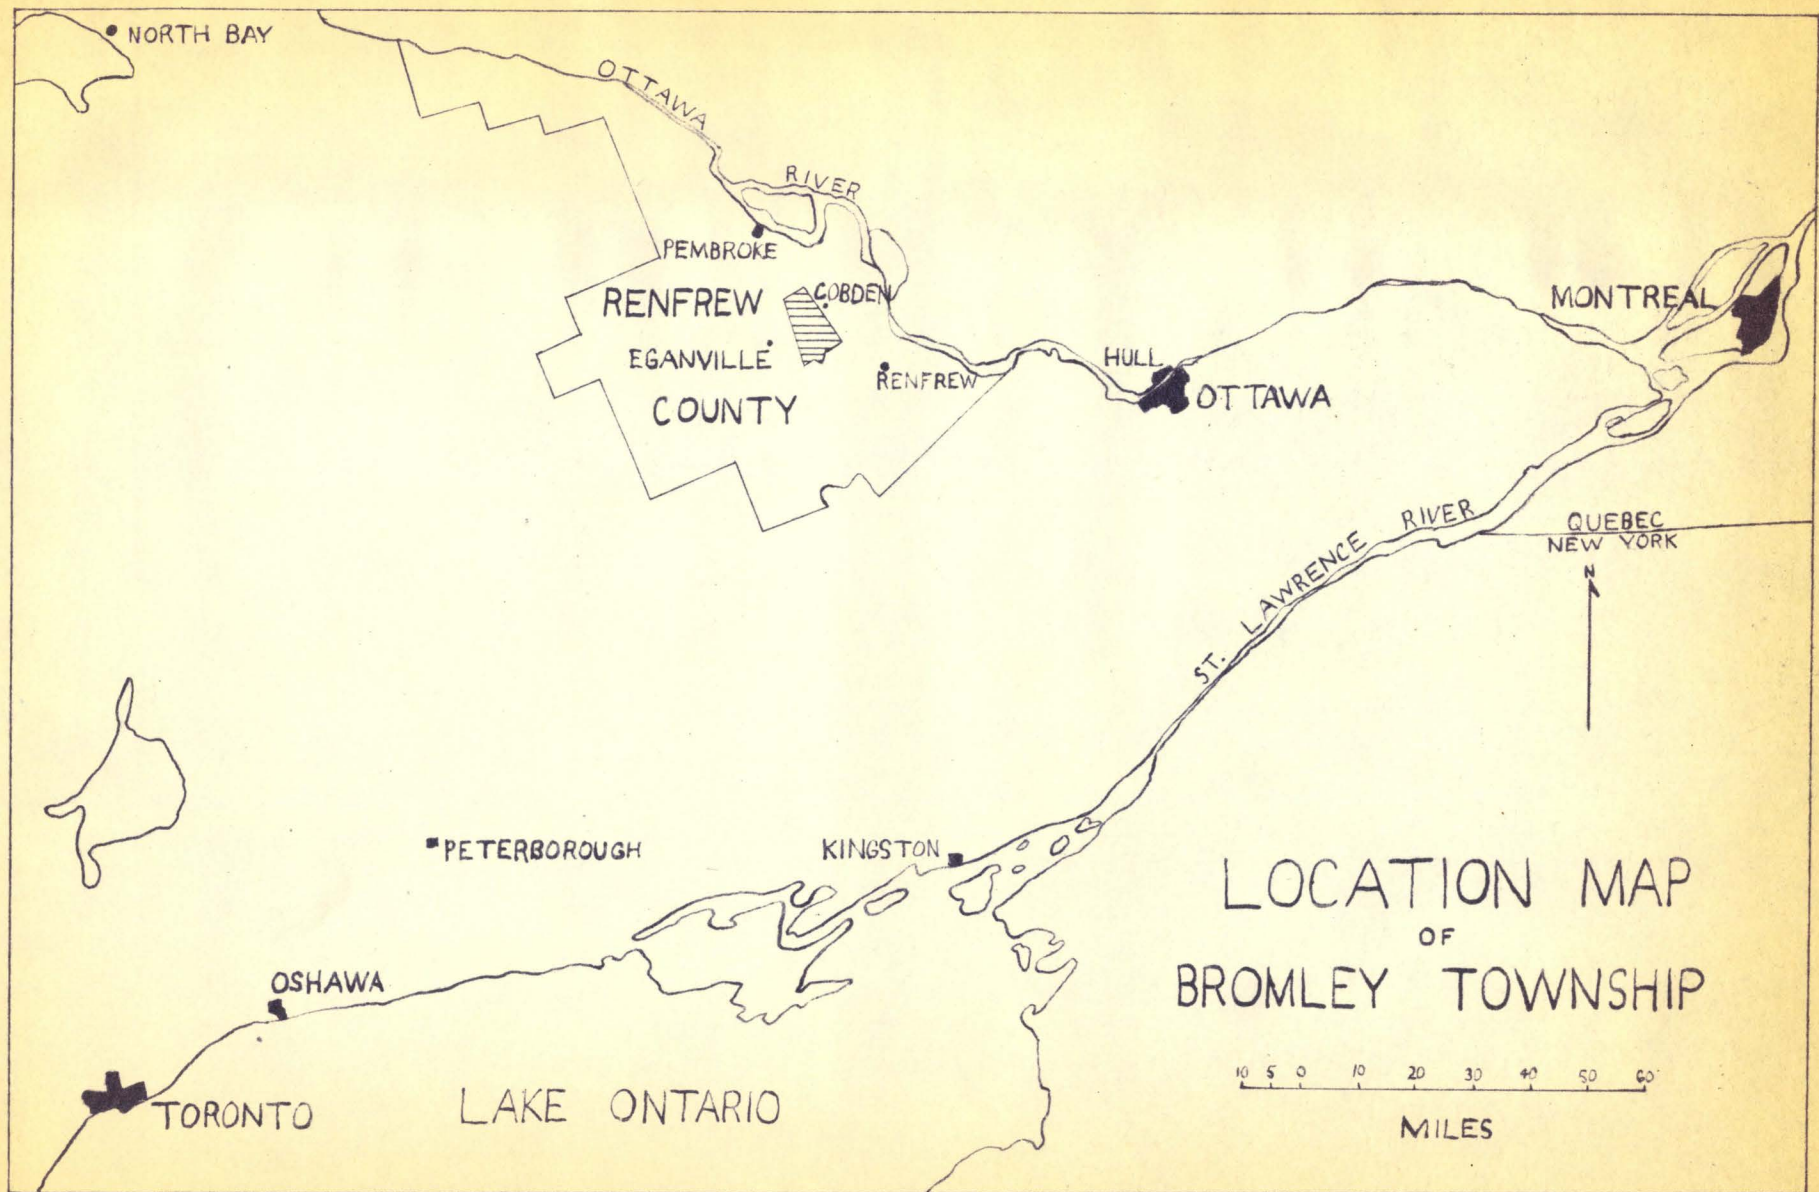 NORTH BAY
OTTAWA RIVER
PEMBROKE
RENFREW COUNTY
COBDEN
EGANVILLE
RENFREW
HULL
OTTAWA
MONTREAL
ST. LAWRENCE RIVER
QUEBEC
NEW YORK
N
PETERBOROUGH
KINGSTON
OSHAWA
TORONTO
LAKE ONTARIO
LOCATION MAP
OF
BROMLEY TOWNSHIP
10 5 0 10 20 30 40 50 60
MILES